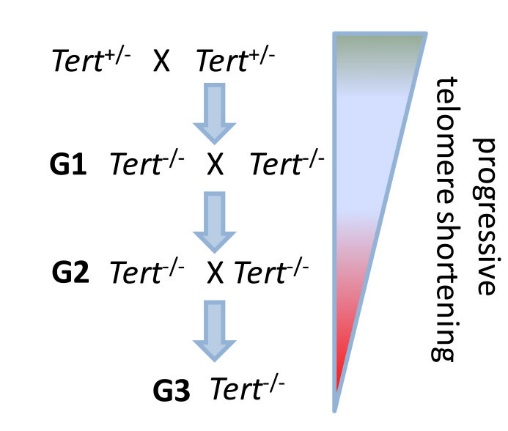 Tert+/- X Tert+/-
G1 Tert-/- X Tert-/-
G2 Tert-/- X Tert-/-
G3 Tert-/-
progressive
telomere shortening